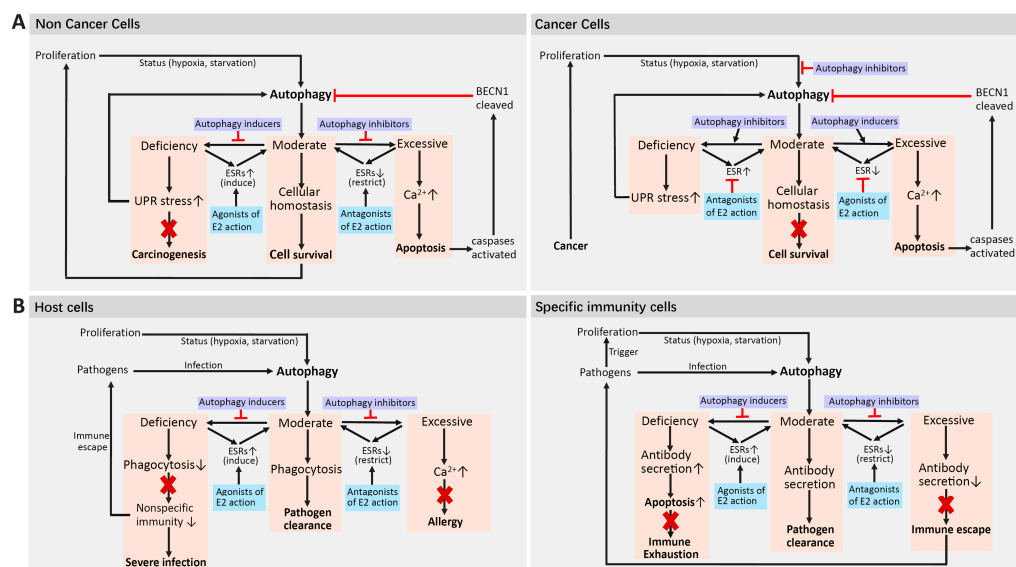 A
Non Cancer Cells
Proliferation
Status (hypoxia, starvation)
Autophagy
BECN1
cleaved
Autophagy inducers
Autophagy inhibitors
Deficiency
Moderate
Excessive
ESRs↑
(induce)
ESRs↓
(restrict)
UPR stress↑
Cellular
homostasis
Ca2+↑
Agonists of
E2 action
Antagonists
of E2 action
Carcinogenesis
Cell survival
Apoptosis
caspases
activated
Cancer Cells
Proliferation
Status (hypoxia, starvation)
Autophagy inhibitors
Autophagy
BECN1
cleaved
Autophagy inhibitors
Autophagy inducers
Deficiency
Moderate
Excessive
ESR↑
ESR↓
UPR stress↑
Antagonists
of E2 action
Cellular
homostasis
Agonists of
E2 action
Ca2+↑
Cancer
Cell survival
Apoptosis
caspases
activated
B
Host cells
Proliferation
Status (hypoxia, starvation)
Pathogens
Infection
Autophagy
Autophagy inducers
Autophagy inhibitors
Deficiency
Moderate
Excessive
Immune
escape
ESRs↑
(induce)
ESRs↓
(restrict)
Phagocytosis↓
Phagocytosis
Ca2+↑
Agonists of
E2 action
Antagonists
of E2 action
Nonspecific
immunity ↓
Pathogen
clearance
Allergy
Severe infection
Specific immunity cells
Proliferation
Status (hypoxia, starvation)
Trigger
Pathogens
Infection
Autophagy
Autophagy inducers
Autophagy inhibitors
Deficiency
Moderate
Excessive
ESRs↑
(induce)
ESRs↓
(restrict)
Antibody
secretion↑
Antibody
secretion
Antibody
secretion↓
Agonists of
E2 action
Antagonists
of E2 action
Apoptosis↑
Immune
Exhaustion
Pathogen
clearance
Immune escape